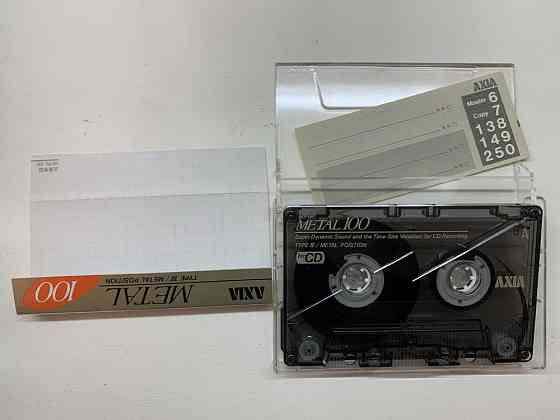 AXIA
Master 6
Copy 7
138
149
250
METAL 100
Super Dynamic Sound and the Time-Size Variation for CD Recording
TYPE IV / METAL POSITION
for CD
A
AXIA
AXIA
METAL
TYPE IV METAL POSITION
100